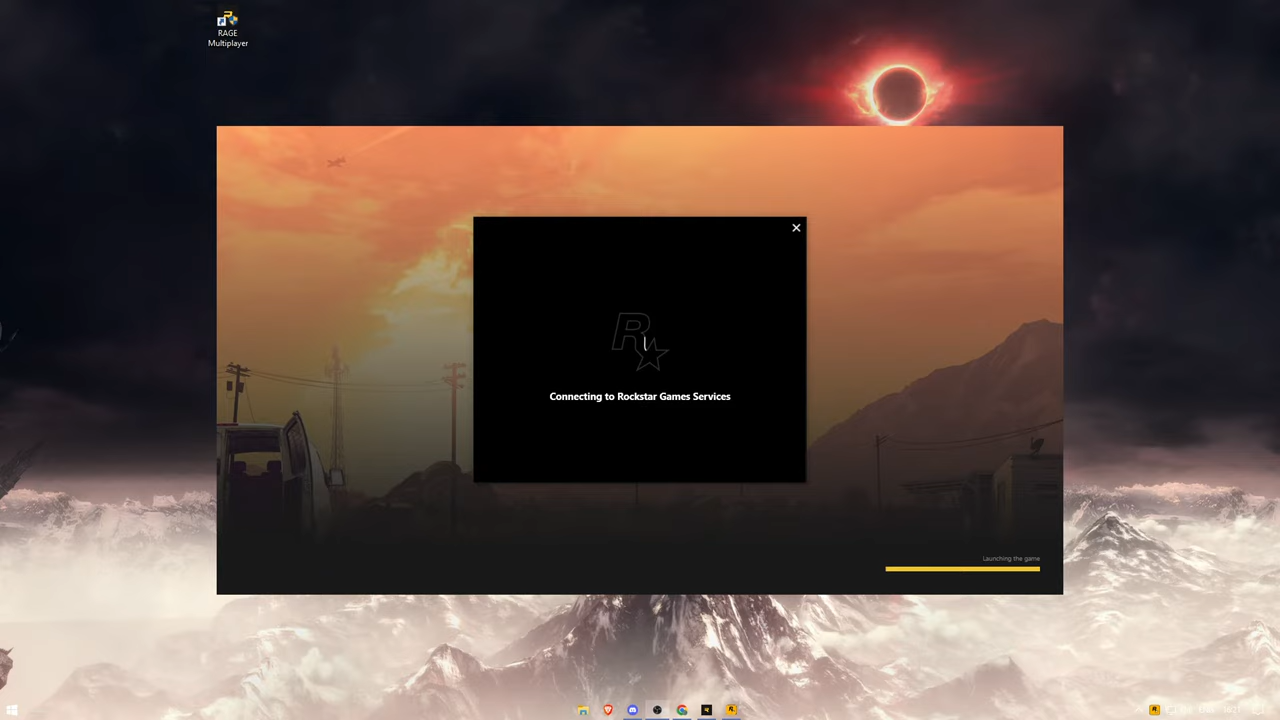 RAGE
Multiplayer
Connecting to Rockstar Games Services
Launching the game